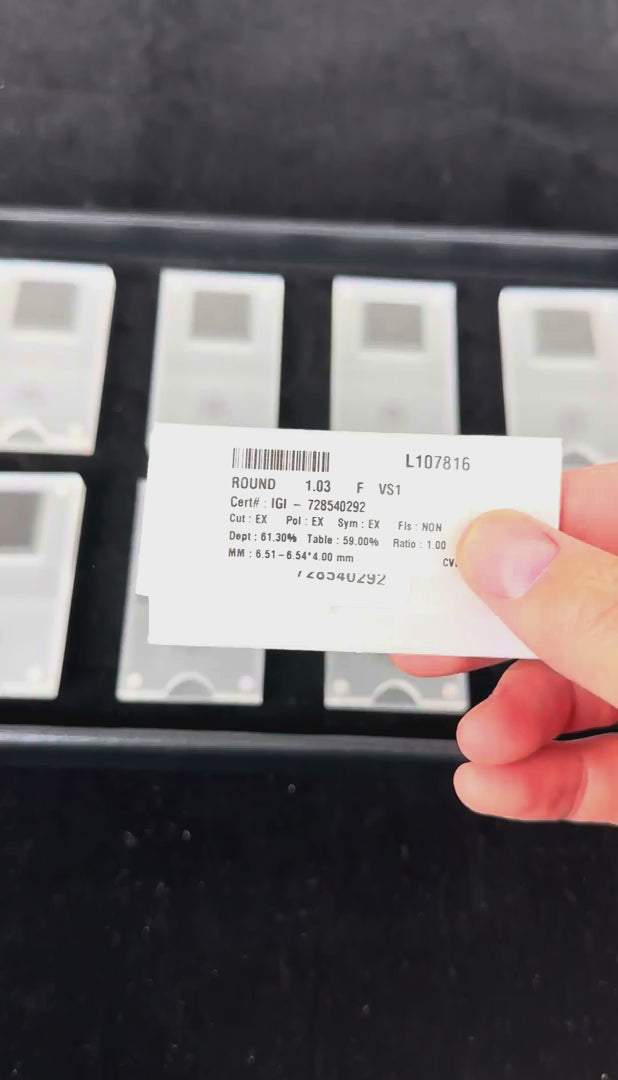 L107816
ROUND 1.03 F VS1
Cert# : IGI - 728540292
Cut : EX Pol : EX Sym : EX Fls : NON
Dept : 61.30% Table : 59.00% Ratio : 1.00
MM : 6.51-6.54*4.00 mm
728540292